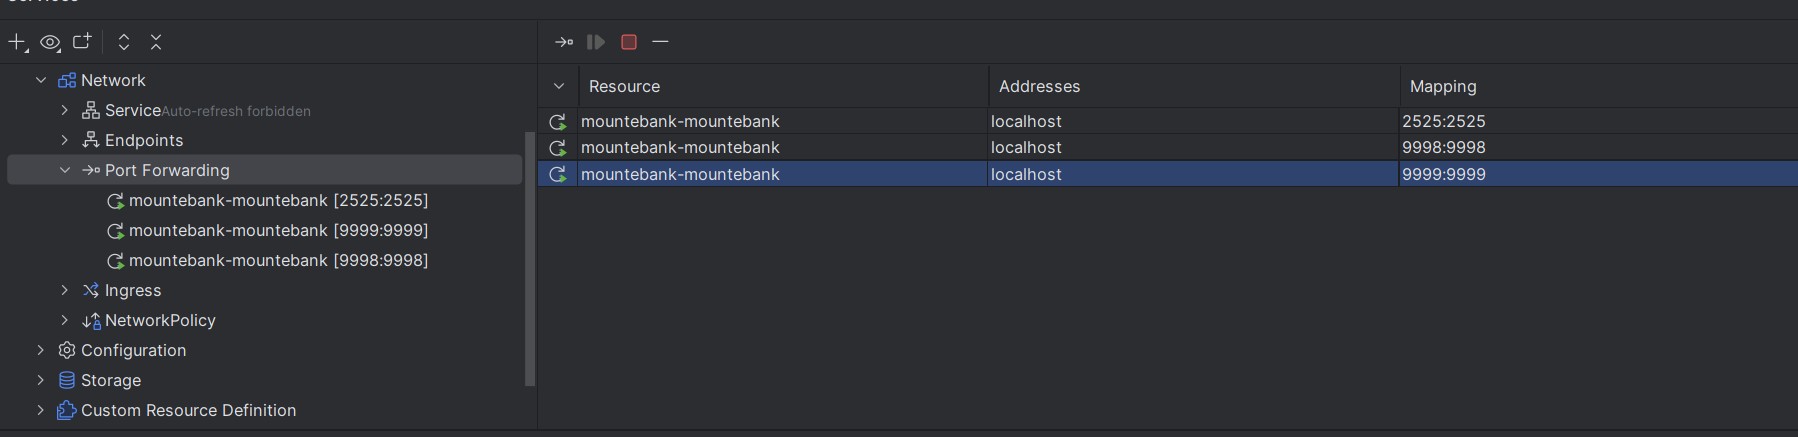 Services
Network
Service Auto-refresh forbidden
Endpoints
Port Forwarding
mountebank-mountebank [2525:2525]
mountebank-mountebank [9999:9999]
mountebank-mountebank [9998:9998]
Ingress
NetworkPolicy
Configuration
Storage
Custom Resource Definition
Resource Addresses Mapping
mountebank-mountebank localhost 2525:2525
mountebank-mountebank localhost 9998:9998
mountebank-mountebank localhost 9999:9999